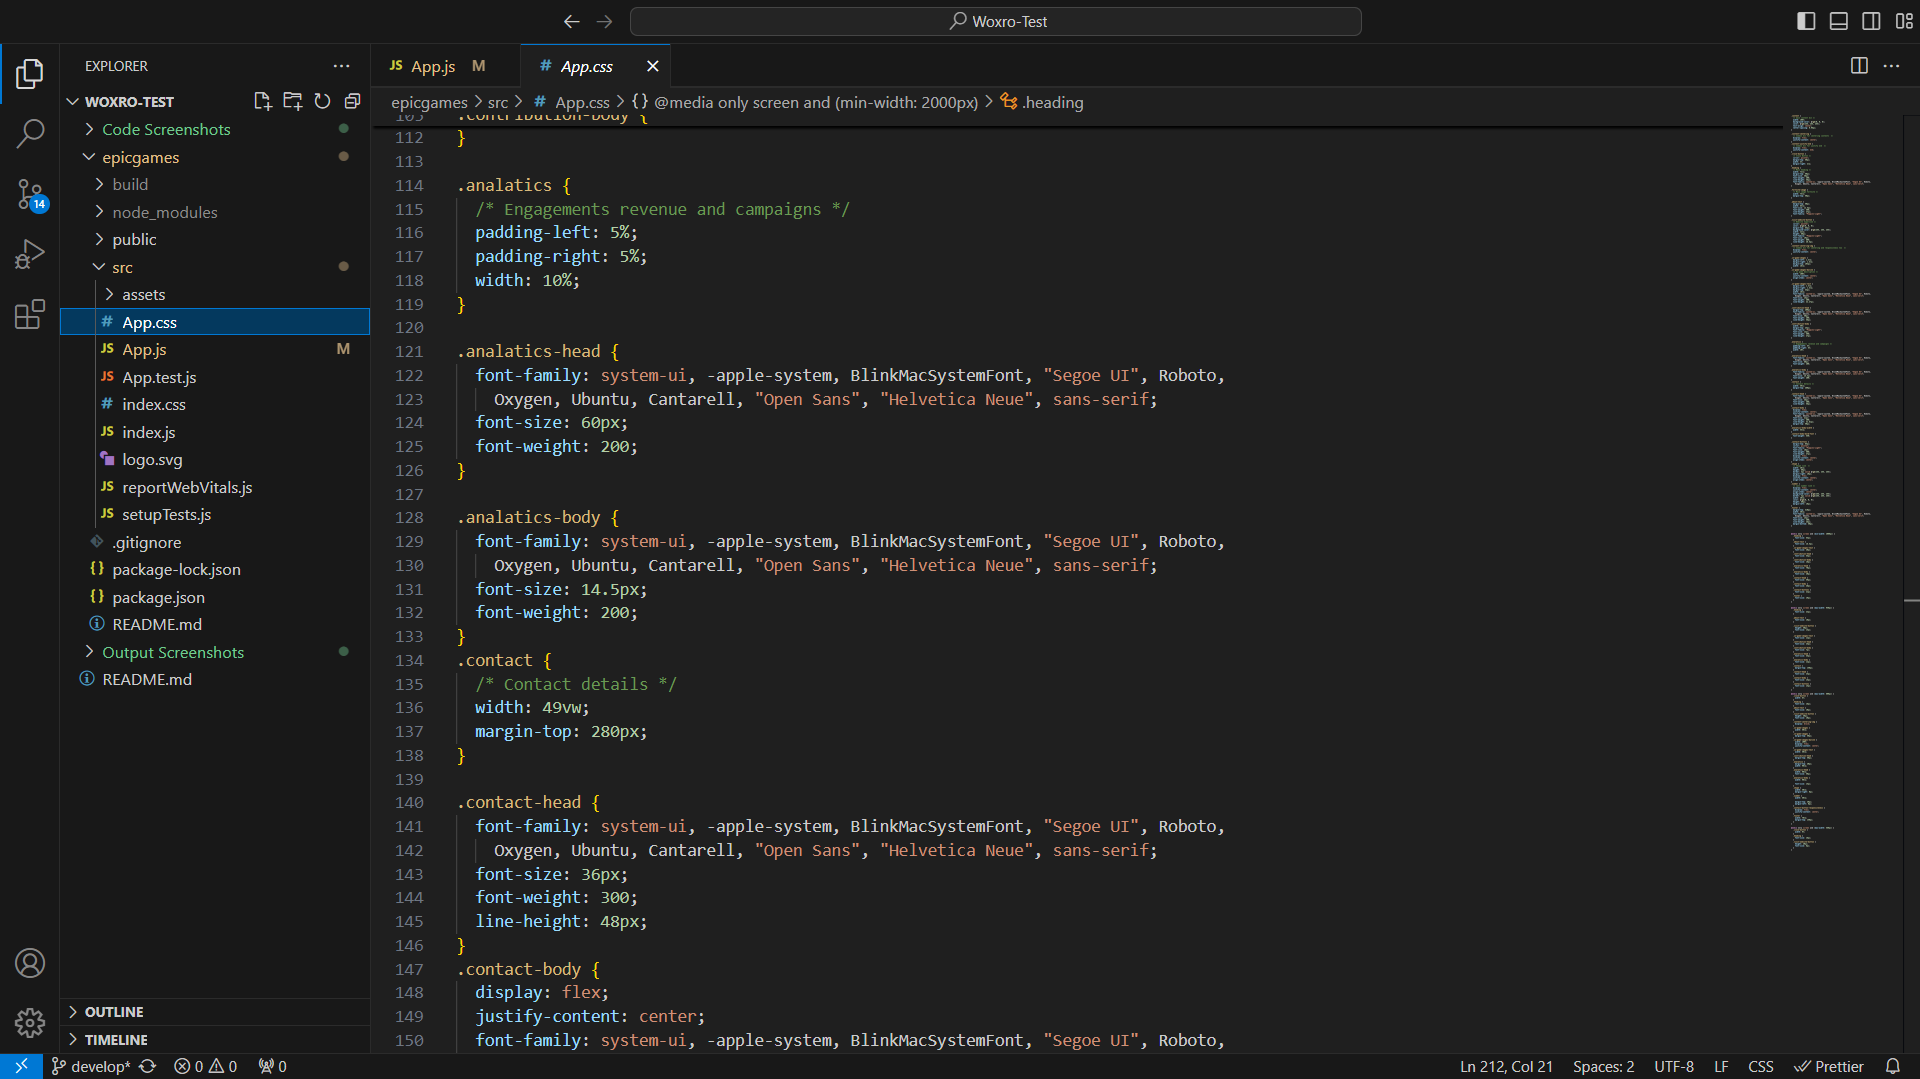 Woxro-Test
EXPLORER
WOXRO-TEST
Code Screenshots
epicgames
build
node_modules
public
src
assets
# App.css
JS App.js M
JS App.test.js
# index.css
JS index.js
logo.svg
JS reportWebVitals.js
JS setupTests.js
.gitignore
{} package-lock.json
{} package.json
README.md
Output Screenshots
README.md
OUTLINE
TIMELINE
14
JS App.js M
# App.css
epicgames > src > # App.css > {} @media only screen and (min-width: 2000px) > .heading
105 .contribution-body {
112 }
113
114 .analatics {
115 /* Engagements revenue and campaigns */
116 padding-left: 5%;
117 padding-right: 5%;
118 width: 10%;
119 }
120
121 .analatics-head {
122 font-family: system-ui, -apple-system, BlinkMacSystemFont, "Segoe UI", Roboto,
123 Oxygen, Ubuntu, Cantarell, "Open Sans", "Helvetica Neue", sans-serif;
124 font-size: 60px;
125 font-weight: 200;
126 }
127
128 .analatics-body {
129 font-family: system-ui, -apple-system, BlinkMacSystemFont, "Segoe UI", Roboto,
130 Oxygen, Ubuntu, Cantarell, "Open Sans", "Helvetica Neue", sans-serif;
131 font-size: 14.5px;
132 font-weight: 200;
133 }
134 .contact {
135 /* Contact details */
136 width: 49vw;
137 margin-top: 280px;
138 }
139
140 .contact-head {
141 font-family: system-ui, -apple-system, BlinkMacSystemFont, "Segoe UI", Roboto,
142 Oxygen, Ubuntu, Cantarell, "Open Sans", "Helvetica Neue", sans-serif;
143 font-size: 36px;
144 font-weight: 300;
145 line-height: 48px;
146 }
147 .contact-body {
148 display: flex;
149 justify-content: center;
150 font-family: system-ui, -apple-system, BlinkMacSystemFont, "Segoe UI", Roboto,
develop* 0 0 0
Ln 212, Col 21 Spaces: 2 UTF-8 LF CSS Prettier